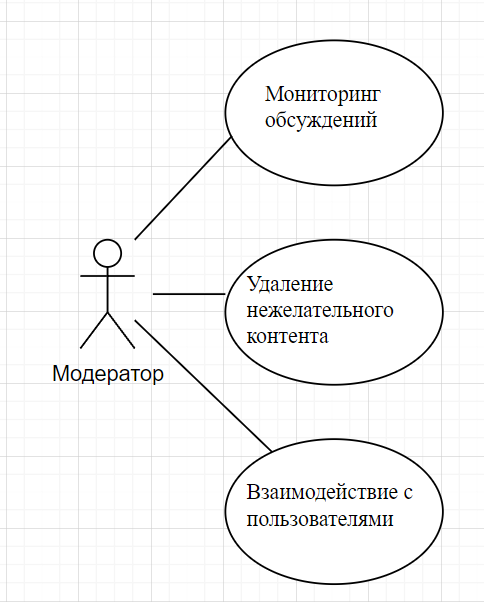 Мониторинг
обсуждений
Удаление
нежелательного
контента
Модератор
Взаимодействие с
пользователями